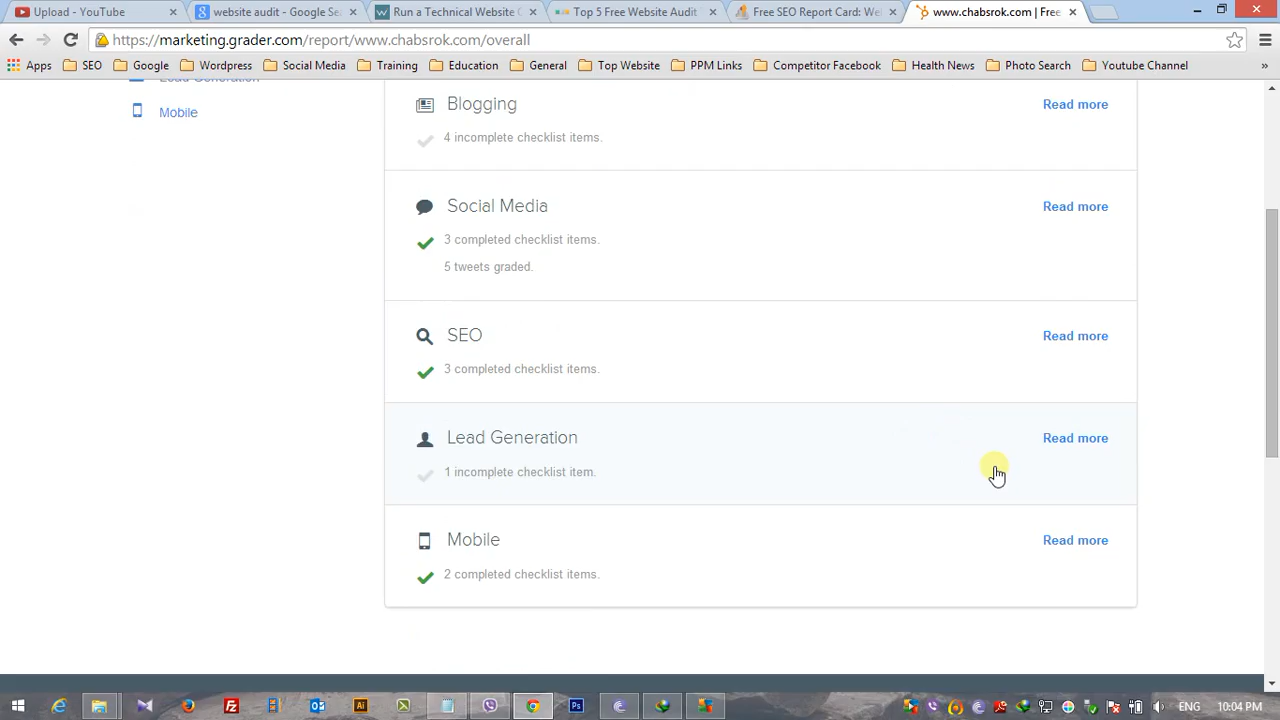 Upload - YouTube
website audit - Google Sea
Run a Technical Website C
Top 5 Free Website Audit
Free SEO Report Card: Wel
www.chabsrok.com | Free
https://marketing.grader.com/report/www.chabsrok.com/overall
Apps SEO Google Wordpress Social Media Training Education General Top Website PPM Links Competitor Facebook Health News Photo Search Youtube Channel »
Lead Generation
Mobile
Blogging Read more
4 incomplete checklist items.
Social Media Read more
3 completed checklist items.
5 tweets graded.
SEO Read more
3 completed checklist items.
Lead Generation Read more
1 incomplete checklist item.
Mobile Read more
2 completed checklist items.
ENG 10:04 PM